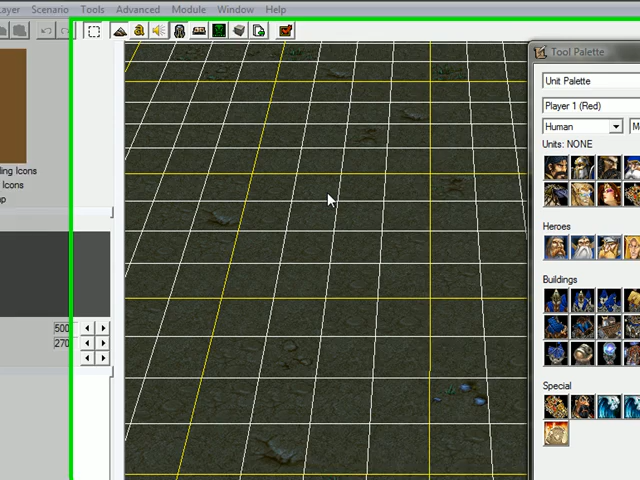 ayer Scenario Tools Advanced Module Window Help
Tool Palette
Unit Palette
Player 1 (Red)
Human M
Units: NONE
ling Icons
Icons
Heroes
Buildings
500
270
Special